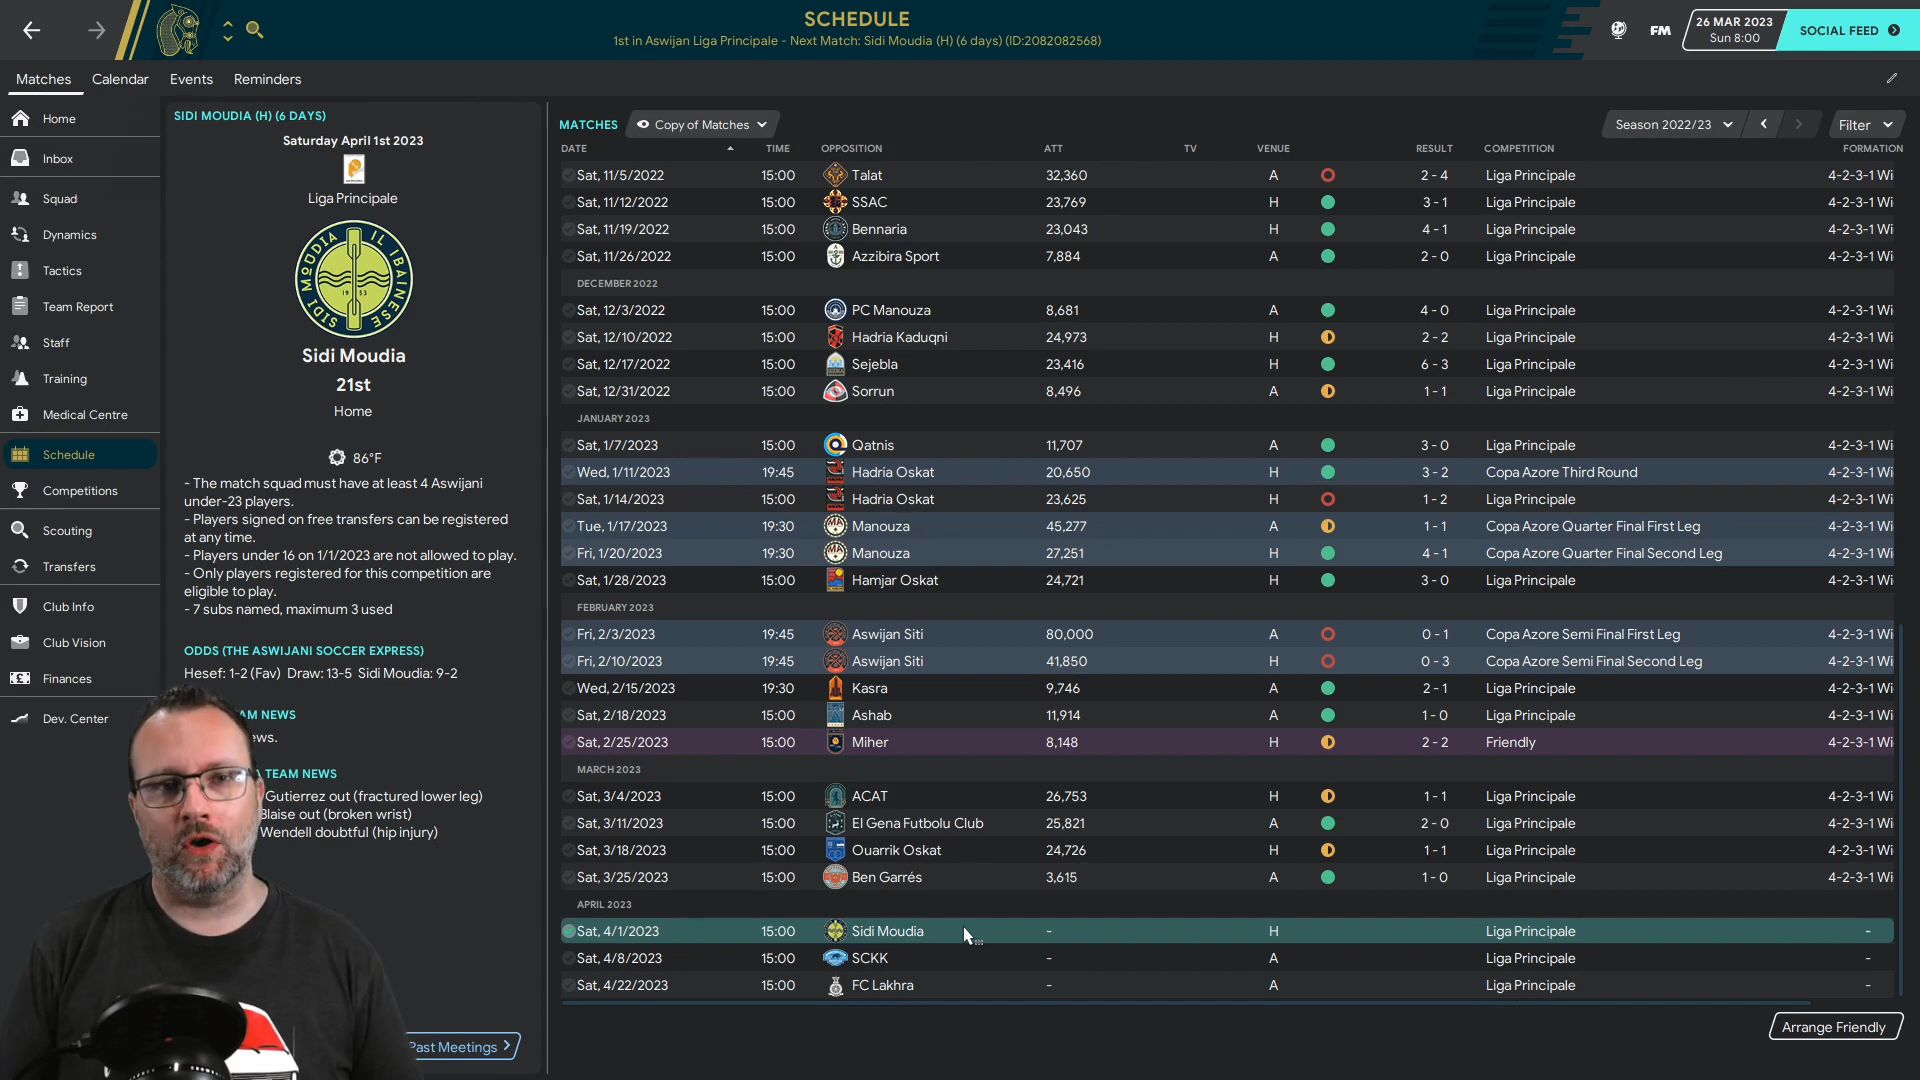 SCHEDULE
1st in Aswijan Liga Principale - Next Match: Sidi Moudia (H) (6 days) (ID:2082082568)
FM
26 MAR 2023
Sun 8:00
SOCIAL FEED
Matches Calendar Events Reminders
Home
Inbox
Squad
Dynamics
Tactics
Team Report
Staff
Training
Medical Centre
Schedule
Competitions
Scouting
Transfers
Club Info
Club Vision
Finances
Dev. Center
SIDI MOUDIA (H) (6 DAYS)
Saturday April 1st 2023
Liga Principale
SIDI MOUDIA IL IBAINESE
1953
Sidi Moudia
21st
Home
86°F
- The match squad must have at least 4 Aswijani
under-23 players.
- Players signed on free transfers can be registered
at any time.
- Players under 16 on 1/1/2023 are not allowed to play.
- Only players registered for this competition are
eligible to play.
- 7 subs named, maximum 3 used
ODDS (THE ASWIJANI SOCCER EXPRESS)
Hesef: 1-2 (Fav) Draw: 13-5 Sidi Moudia: 9-2
NEWS
TEAM NEWS
Gutierrez out (fractured lower leg)
Blaise out (broken wrist)
Wendell doubtful (hip injury)
Past Meetings
MATCHES Copy of Matches Season 2022/23 Filter
DATE TIME OPPOSITION ATT TV VENUE RESULT COMPETITION FORMATION
Sat, 11/5/2022 15:00 Talat 32,360 A 2 - 4 Liga Principale 4-2-3-1 Wi
Sat, 11/12/2022 15:00 SSAC 23,769 H 3 - 1 Liga Principale 4-2-3-1 Wi
Sat, 11/19/2022 15:00 Bennaria 23,043 H 4 - 1 Liga Principale 4-2-3-1 Wi
Sat, 11/26/2022 15:00 Azzibira Sport 7,884 A 2 - 0 Liga Principale 4-2-3-1 Wi
DECEMBER 2022
Sat, 12/3/2022 15:00 PC Manouza 8,681 A 4 - 0 Liga Principale 4-2-3-1 Wi
Sat, 12/10/2022 15:00 Hadria Kaduqni 24,973 H 2 - 2 Liga Principale 4-2-3-1 Wi
Sat, 12/17/2022 15:00 Sejebla 23,416 H 6 - 3 Liga Principale 4-2-3-1 Wi
Sat, 12/31/2022 15:00 Sorrun 8,496 A 1 - 1 Liga Principale 4-2-3-1 Wi
JANUARY 2023
Sat, 1/7/2023 15:00 Qatnis 11,707 A 3 - 0 Liga Principale 4-2-3-1 Wi
Wed, 1/11/2023 19:45 Hadria Oskat 20,650 H 3 - 2 Copa Azore Third Round 4-2-3-1 Wi
Sat, 1/14/2023 15:00 Hadria Oskat 23,625 H 1 - 2 Liga Principale 4-2-3-1 Wi
Tue, 1/17/2023 19:30 Manouza 45,277 A 1 - 1 Copa Azore Quarter Final First Leg 4-2-3-1 Wi
Fri, 1/20/2023 19:30 Manouza 27,251 H 4 - 1 Copa Azore Quarter Final Second Leg 4-2-3-1 Wi
Sat, 1/28/2023 15:00 Hamjar Oskat 24,721 H 3 - 0 Liga Principale 4-2-3-1 Wi
FEBRUARY 2023
Fri, 2/3/2023 19:45 Aswijan Siti 80,000 A 0 - 1 Copa Azore Semi Final First Leg 4-2-3-1 Wi
Fri, 2/10/2023 19:45 Aswijan Siti 41,850 H 0 - 3 Copa Azore Semi Final Second Leg 4-2-3-1 Wi
Wed, 2/15/2023 19:30 Kasra 9,746 A 2 - 1 Liga Principale 4-2-3-1 Wi
Sat, 2/18/2023 15:00 Ashab 11,914 A 1 - 0 Liga Principale 4-2-3-1 Wi
Sat, 2/25/2023 15:00 Miher 8,148 H 2 - 2 Friendly 4-2-3-1 Wi
MARCH 2023
Sat, 3/4/2023 15:00 ACAT 26,753 H 1 - 1 Liga Principale 4-2-3-1 Wi
Sat, 3/11/2023 15:00 El Gena Futbolu Club 25,821 A 2 - 0 Liga Principale 4-2-3-1 Wi
Sat, 3/18/2023 15:00 Ouarrik Oskat 24,726 H 1 - 1 Liga Principale 4-2-3-1 Wi
Sat, 3/25/2023 15:00 Ben Garrés 3,615 A 1 - 0 Liga Principale 4-2-3-1 Wi
APRIL 2023
Sat, 4/1/2023 15:00 Sidi Moudia - H Liga Principale -
Sat, 4/8/2023 15:00 SCKK - A Liga Principale -
Sat, 4/22/2023 15:00 FC Lakhra - A Liga Principale -
Arrange Friendly